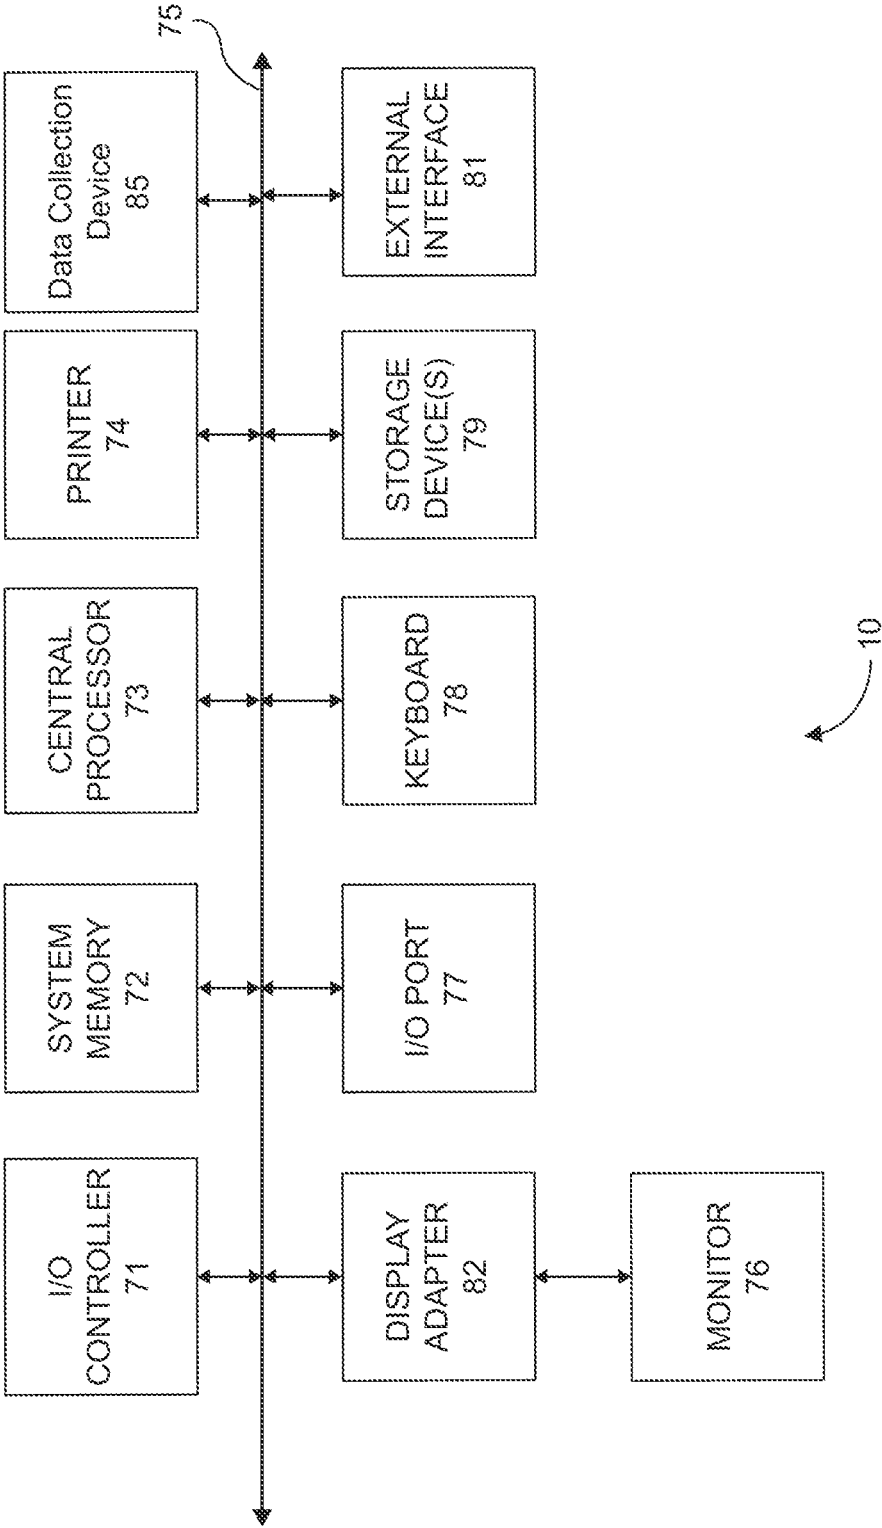 I/O
CONTROLLER
71
SYSTEM
MEMORY
72
CENTRAL
PROCESSOR
73
PRINTER
74
Data Collection
Device
85
75
DISPLAY
ADAPTER
82
I/O PORT
77
KEYBOARD
78
STORAGE
DEVICE(S)
79
EXTERNAL
INTERFACE
81
MONITOR
76
10